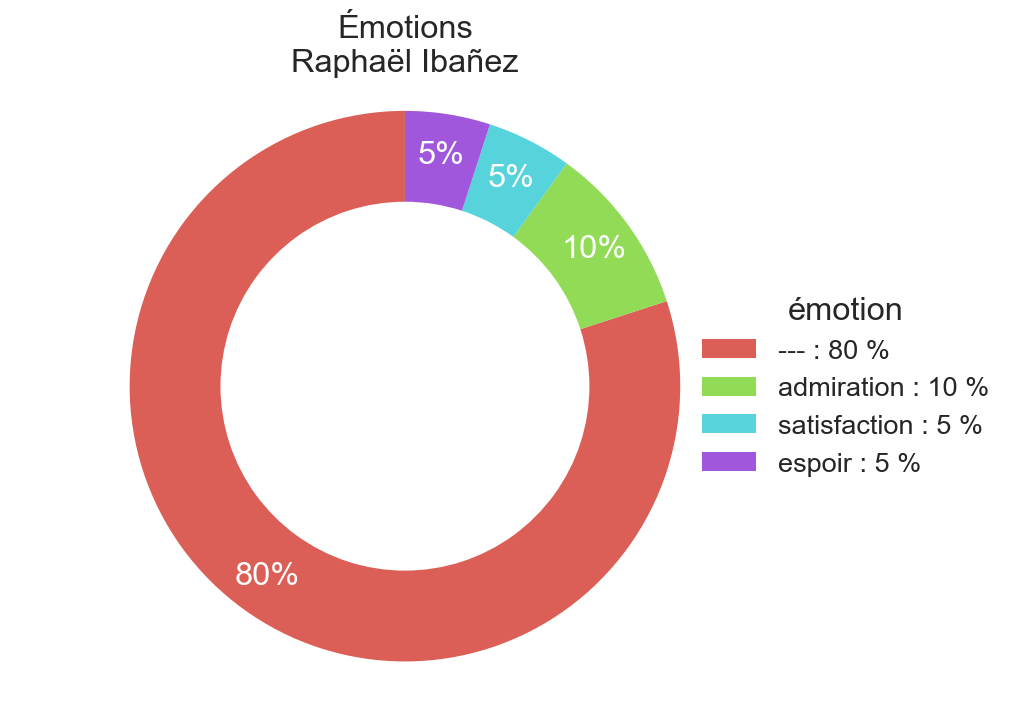 Émotions
Raphaël Ibañez
5%
5%
10%
80%
émotion
--- : 80 %
admiration : 10 %
satisfaction : 5 %
espoir : 5 %